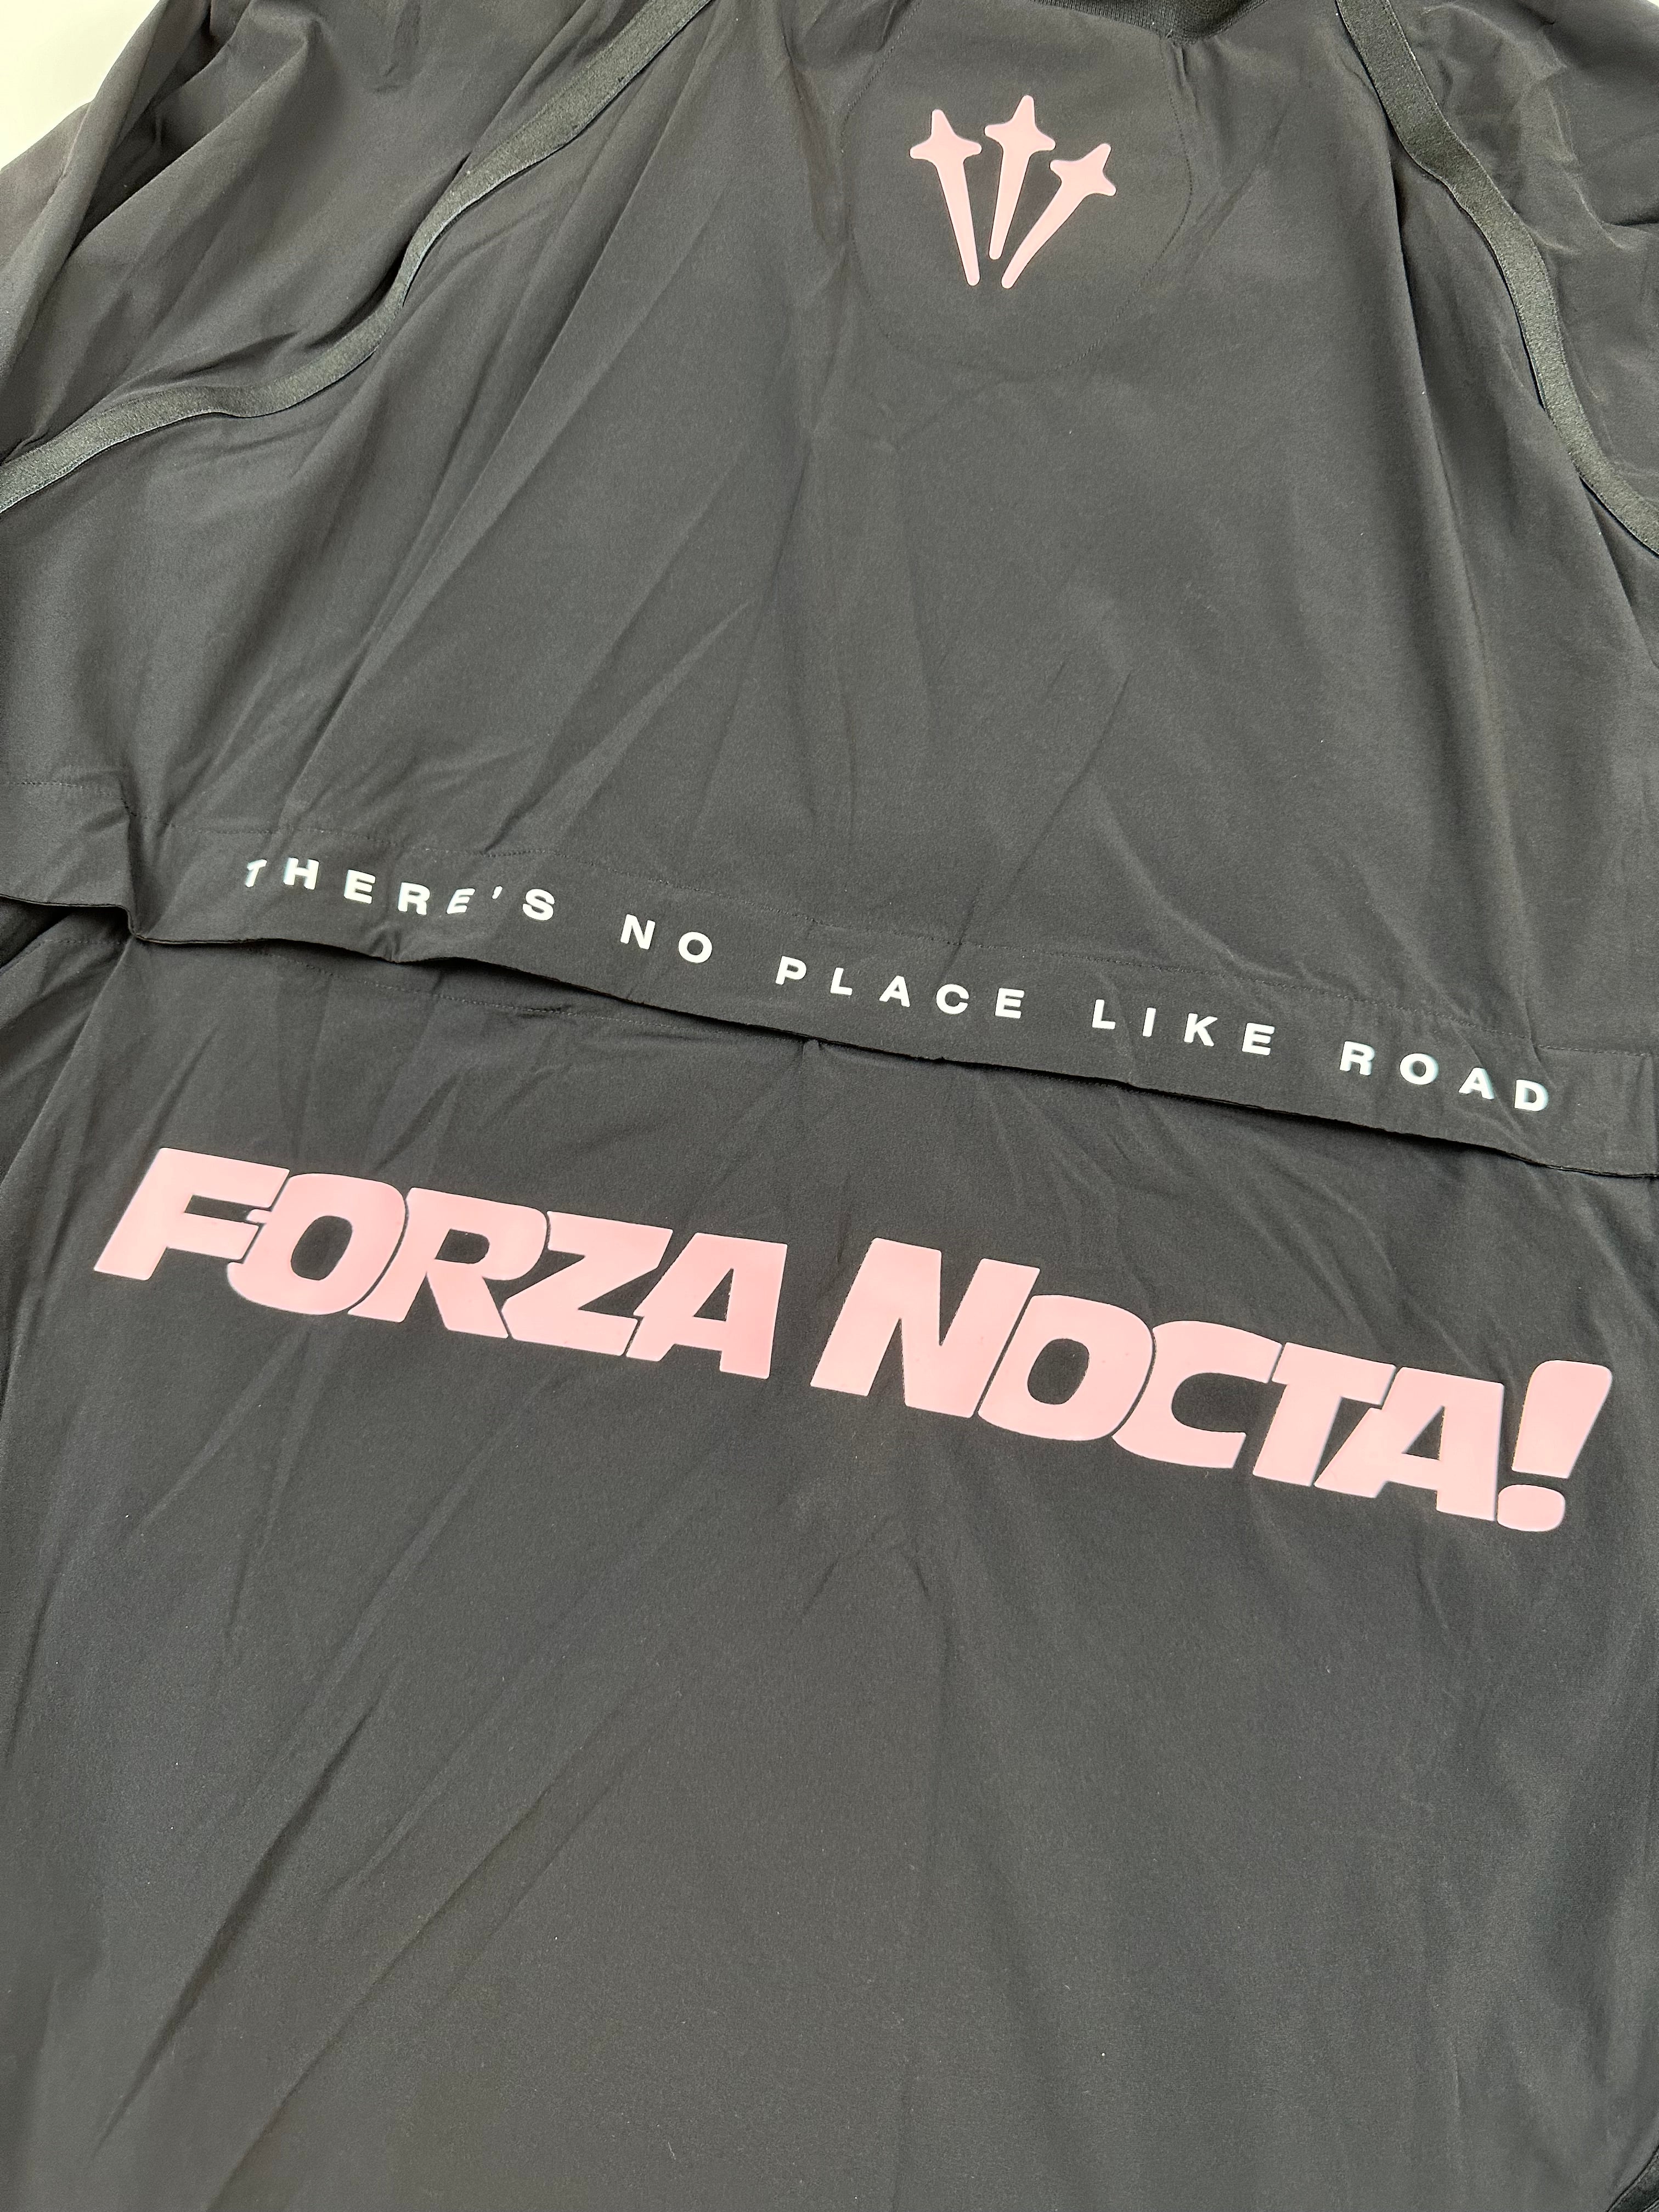 THERE'S NO PLACE LIKE ROAD
FORZA NOCTA!